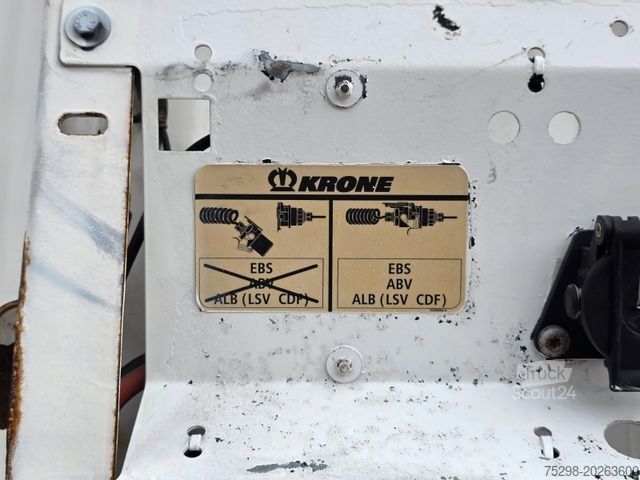 KRONE
EBS
ABV
ALB (LSV CDF)
EBS
ABV
ALB (LSV CDF)
truck
Scout24
75298-20263600